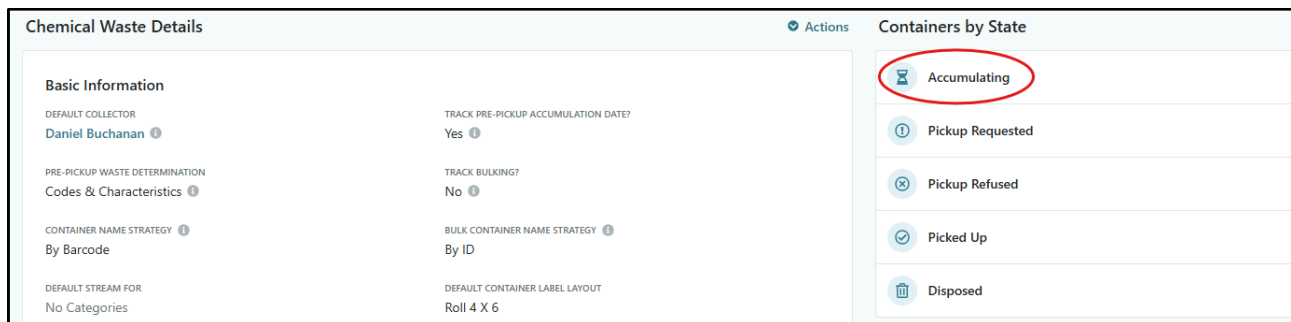 Chemical Waste Details
Actions
Basic Information
DEFAULT COLLECTOR
Daniel Buchanan
TRACK PRE-PICKUP ACCUMULATION DATE?
Yes
PRE-PICKUP WASTE DETERMINATION
Codes & Characteristics
TRACK BULKING?
No
CONTAINER NAME STRATEGY
By Barcode
BULK CONTAINER NAME STRATEGY
By ID
DEFAULT STREAM FOR
No Categories
DEFAULT CONTAINER LABEL LAYOUT
Roll 4 X 6
Containers by State
Accumulating
Pickup Requested
Pickup Refused
Picked Up
Disposed